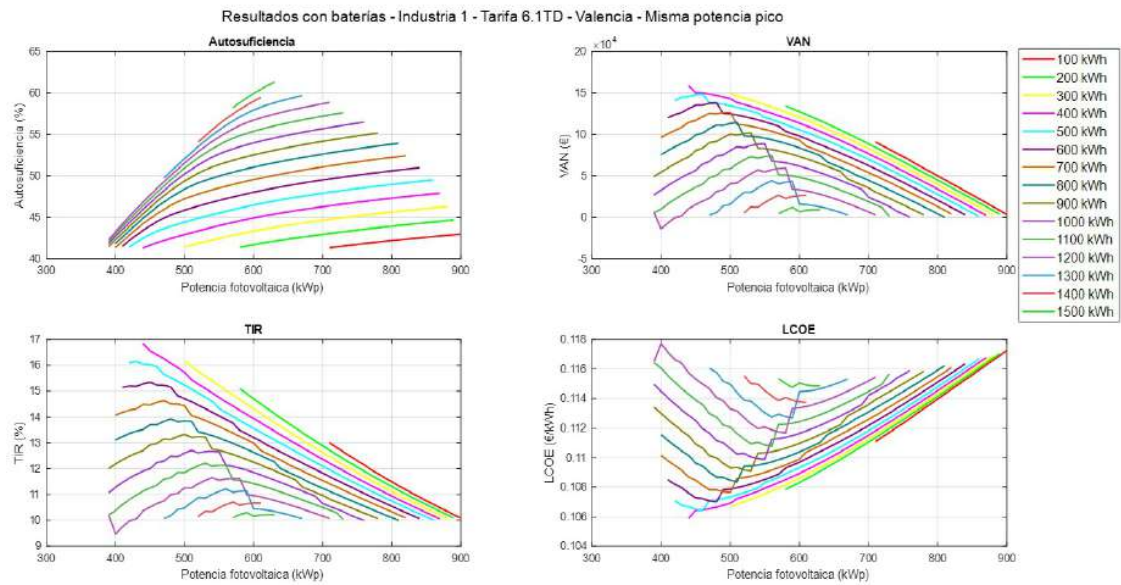 Resultados con baterías - Industria 1 - Tarifa 6.1TD - Valencia - Misma potencia pico
Autosuficiencia
65
60
55
50
45
40
Autosuficiencia (%)
300 400 500 600 700 800 900
Potencia fotovoltaica (kWp)
VAN
×10⁴
20
15
10
5
0
-5
VAN (€)
300 400 500 600 700 800 900
Potencia fotovoltaica (kWp)
100 kWh
200 kWh
300 kWh
400 kWh
500 kWh
600 kWh
700 kWh
800 kWh
900 kWh
1000 kWh
1100 kWh
1200 kWh
1300 kWh
1400 kWh
1500 kWh
TIR
17
16
15
14
13
12
11
10
9
TIR (%)
300 400 500 600 700 800 900
Potencia fotovoltaica (kWp)
LCOE
0.118
0.116
0.114
0.112
0.110
0.108
0.106
0.104
LCOE (€/kWh)
300 400 500 600 700 800 900
Potencia fotovoltaica (kWp)